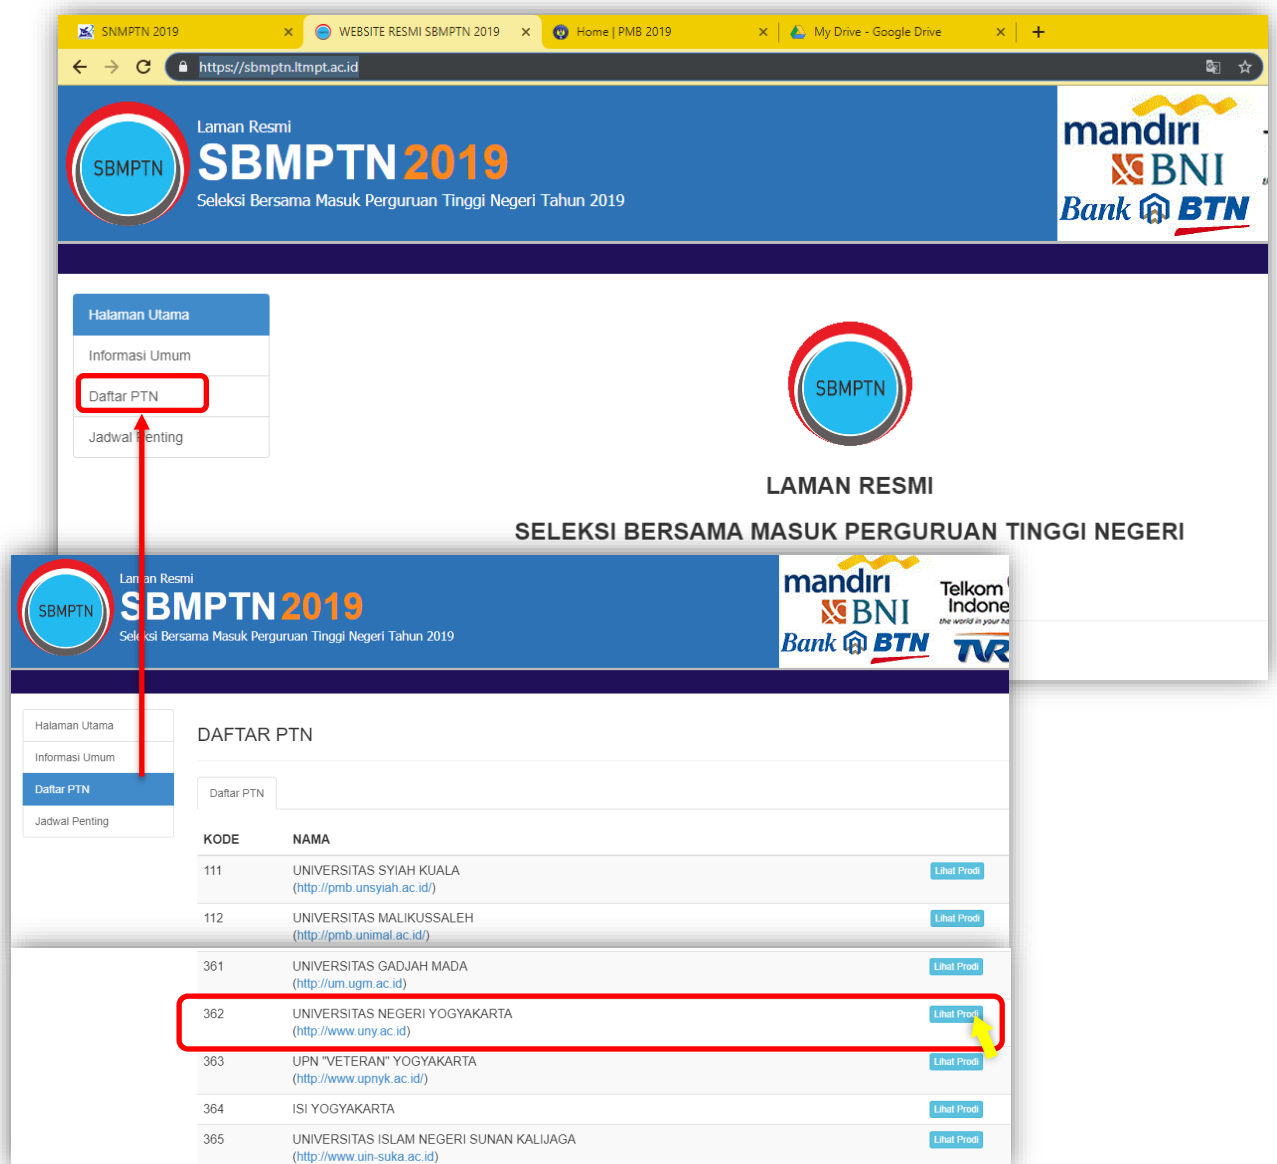 SNMPTN 2019
WEBSITE RESMI SBMPTN 2019
Home | PMB 2019
My Drive - Google Drive
https://sbmptn.ltmpt.ac.id
SBMPTN
Laman Resmi
SBMPTN 2019
Seleksi Bersama Masuk Perguruan Tinggi Negeri Tahun 2019
mandırı
BNI
Bank BTN
Halaman Utama
Informasi Umum
Daftar PTN
Jadwal Penting
SBMPTN
LAMAN RESMI
SELEKSI BERSAMA MASUK PERGURUAN TINGGI NEGERI
SBMPTN
Laman Resmi
SBMPTN 2019
Seleksi Bersama Masuk Perguruan Tinggi Negeri Tahun 2019
mandırı
BNI
Bank BTN
Telkom
Indone
the world in your ha
TVR
Halaman Utama
Informasi Umum
Daftar PTN
Jadwal Penting
DAFTAR PTN
Daftar PTN
KODE NAMA
111 UNIVERSITAS SYIAH KUALA Lihat Prodi
(http://pmb.unsyiah.ac.id/)
112 UNIVERSITAS MALIKUSSALEH Lihat Prodi
(http://pmb.unimal.ac.id/)
361 UNIVERSITAS GADJAH MADA Lihat Prodi
(http://um.ugm.ac.id)
362 UNIVERSITAS NEGERI YOGYAKARTA Lihat Prodi
(http://www.uny.ac.id)
363 UPN "VETERAN" YOGYAKARTA Lihat Prodi
(http://www.upnyk.ac.id/)
364 ISI YOGYAKARTA Lihat Prodi
365 UNIVERSITAS ISLAM NEGERI SUNAN KALIJAGA Lihat Prodi
(http://www.uin-suka.ac.id)